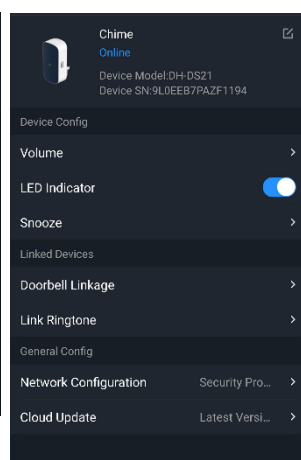 Chime
Online
Device Model:DH-DS21
Device SN:9L0EEB7PAZF1194
Device Config
Volume
LED Indicator
Snooze
Linked Devices
Doorbell Linkage
Link Ringtone
General Config
Network Configuration Security Pro...
Cloud Update Latest Versi...